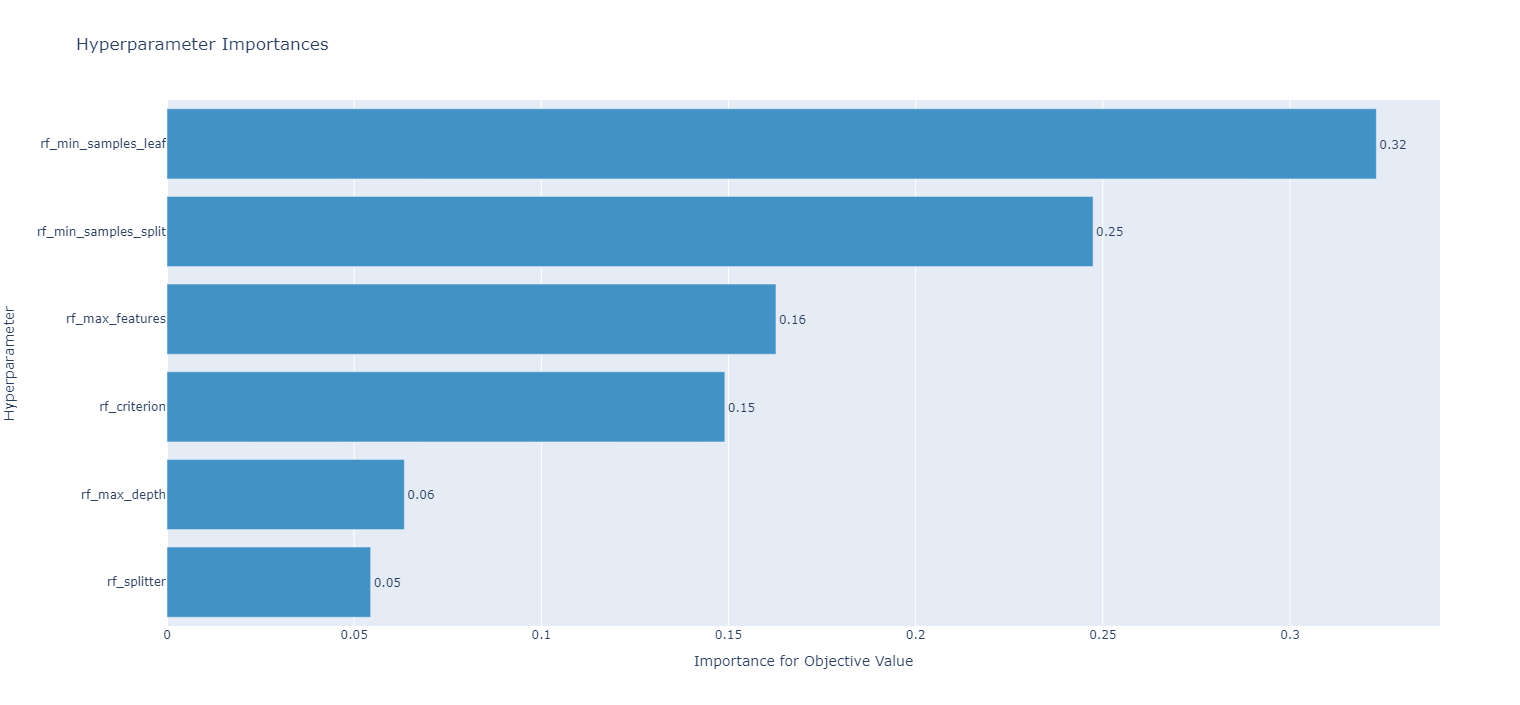 Hyperparameter Importances
Hyperparameter
rf_min_samples_leaf 0.32
rf_min_samples_split 0.25
rf_max_features 0.16
rf_criterion 0.15
rf_max_depth 0.06
rf_splitter 0.05
0 0.05 0.1 0.15 0.2 0.25 0.3
Importance for Objective Value